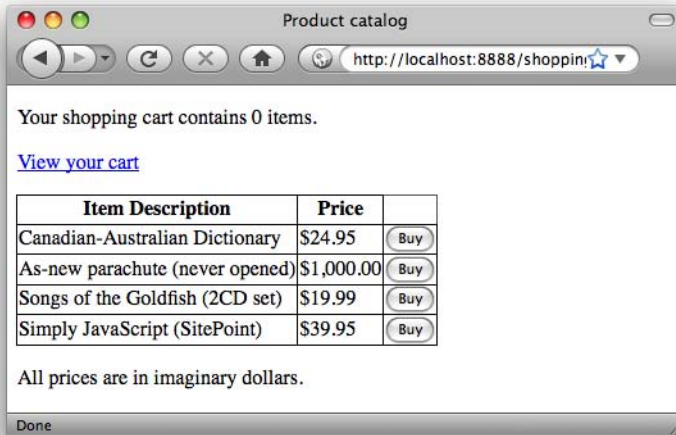 Product catalog
http://localhost:8888/shopping
Your shopping cart contains 0 items.
View your cart
Item Description Price
Canadian-Australian Dictionary $24.95 Buy
As-new parachute (never opened) $1,000.00 Buy
Songs of the Goldfish (2CD set) $19.99 Buy
Simply JavaScript (SitePoint) $39.95 Buy
All prices are in imaginary dollars.
Done